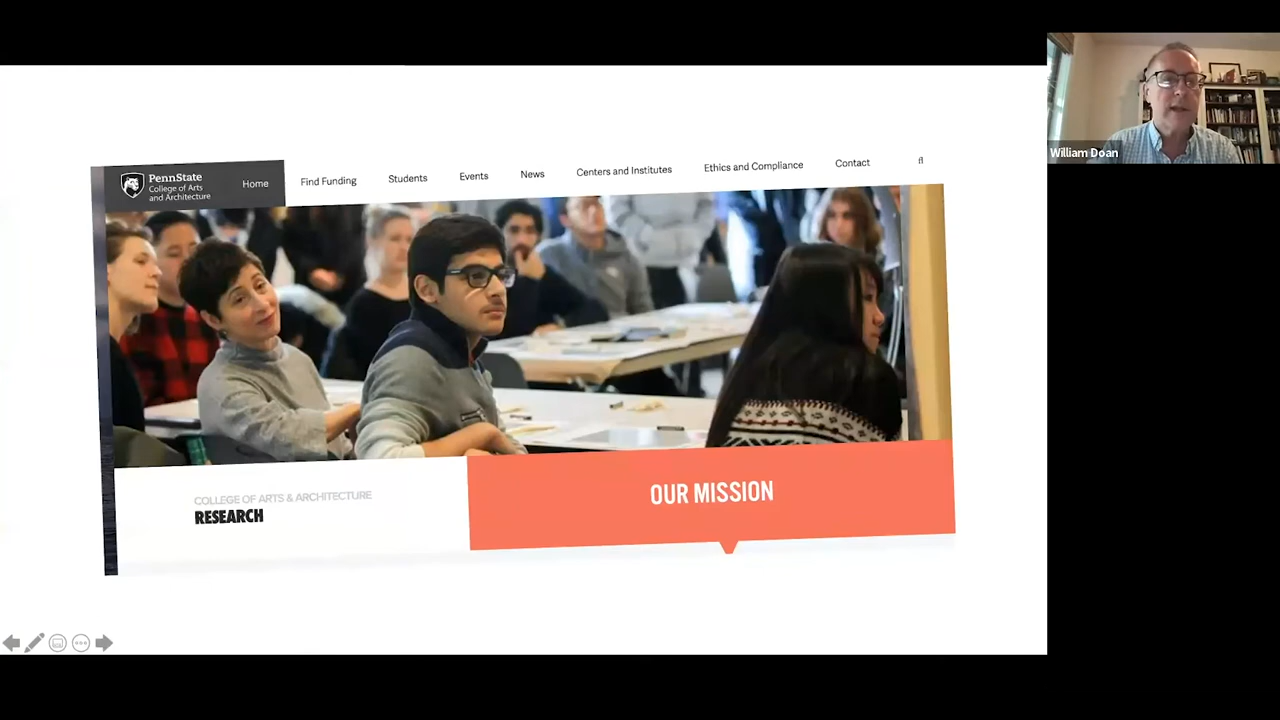 PennState
College of Arts
and Architecture
Home
Find Funding
Students
Events
News
Centers and Institutes
Ethics and Compliance
Contact
William Doan
COLLEGE OF ARTS & ARCHITECTURE
RESEARCH
OUR MISSION